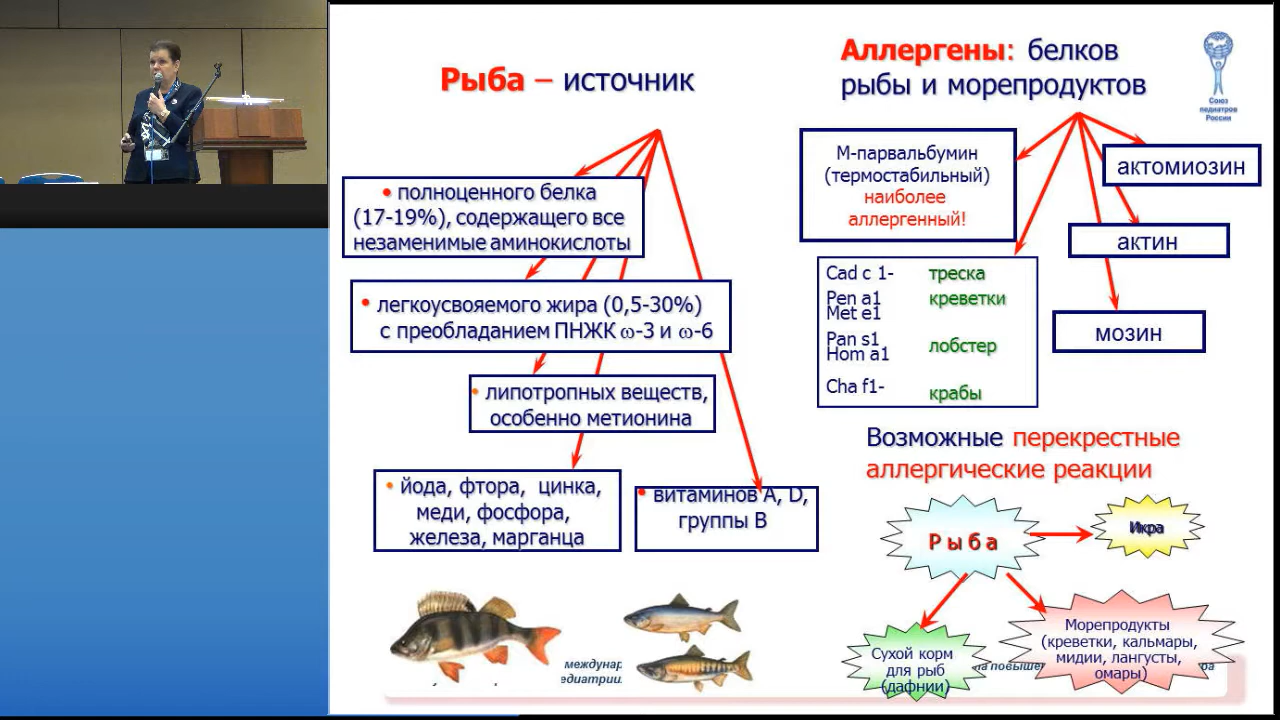 Рыба – источник
• полноценного белка
(17-19%), содержащего все
незаменимые аминокислоты
• легкоусвояемого жира (0,5-30%)
с преобладанием ПНЖК ω-3 и ω-6
• липотропных веществ,
особенно метионина
• йода, фтора, цинка,
меди, фосфора,
железа, марганца
• витаминов А, D,
группы В
Аллергены: белков
рыбы и морепродуктов
Союз
педиатров
России
М-парвальбумин
(термостабильный)
наиболее
аллергенный!
актомиозин
актин
мозин
Cad c 1- треска
Pen a1 креветки
Met e1
Pan s1
Hom a1 лобстер
Cha f1- крабы
Возможные перекрестные
аллергические реакции
Рыба
Икра
Сухой корм
для рыб
(дафнии)
Морепродукты
(креветки, кальмары,
мидии, лангусты,
омары)